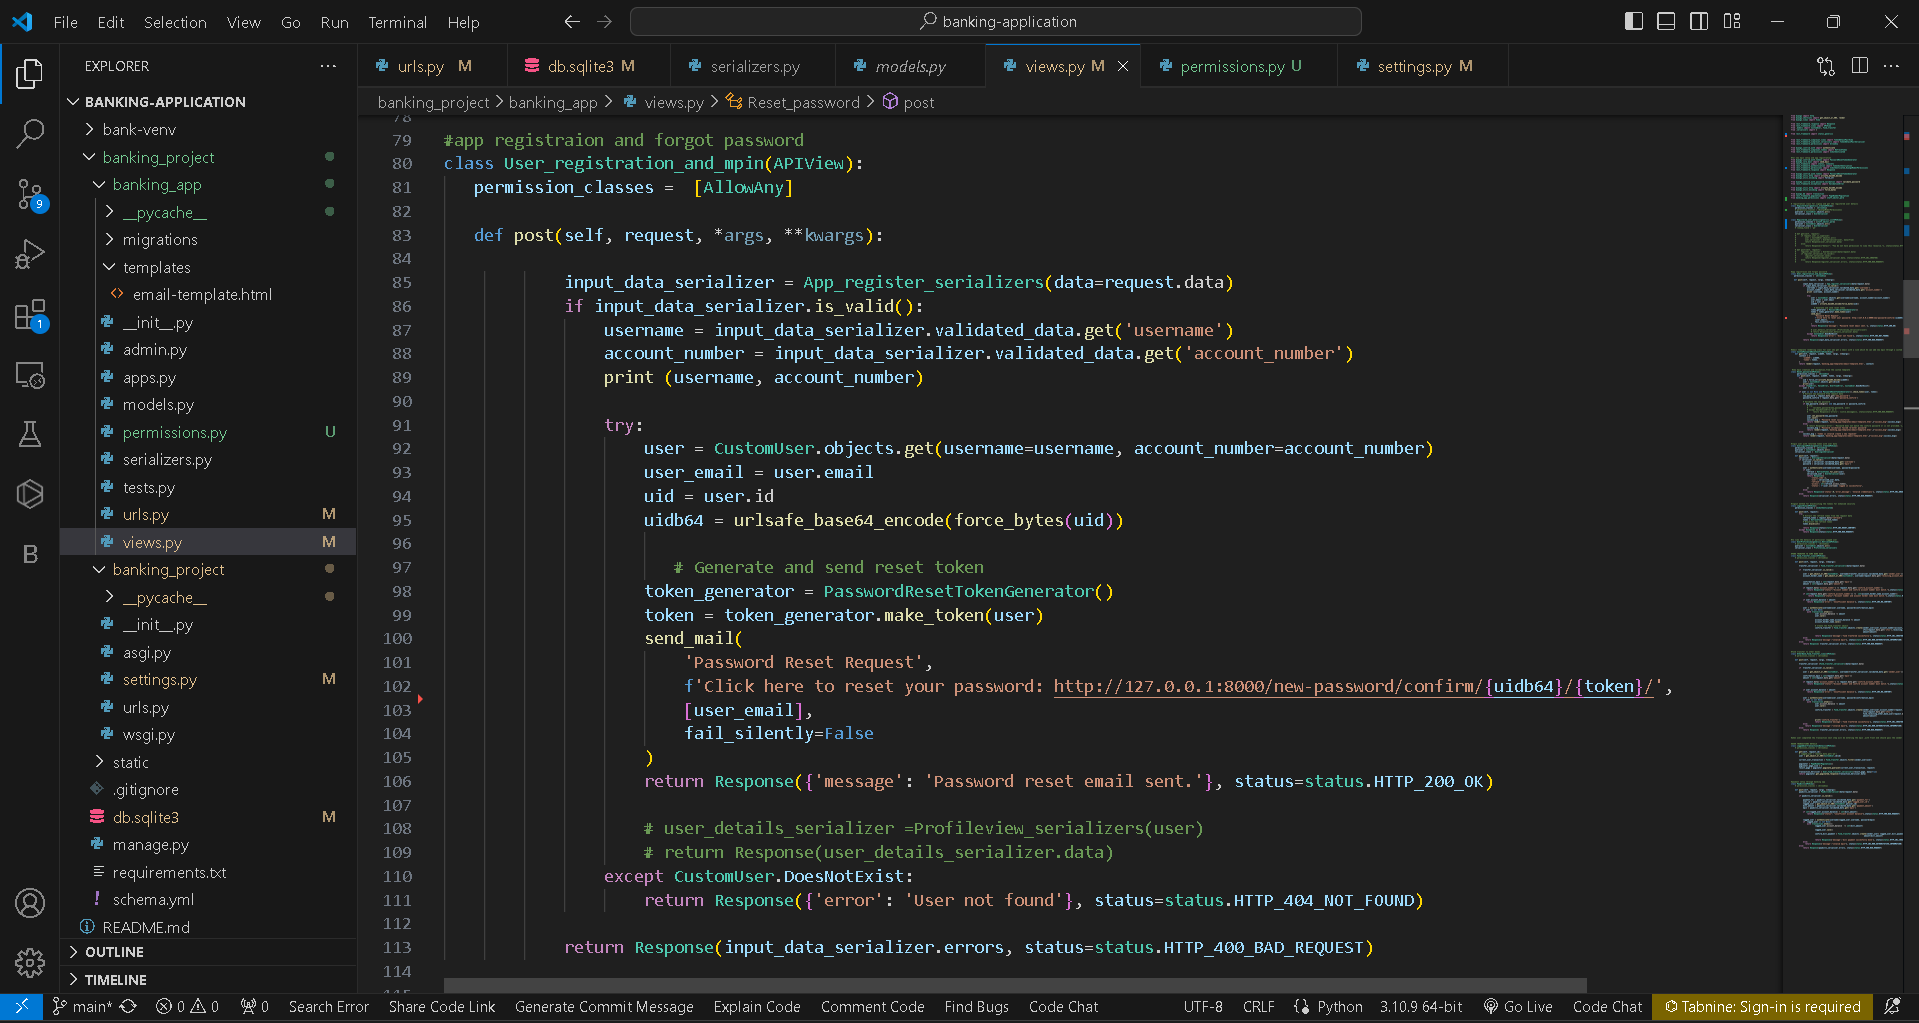 File Edit Selection View Go Run Terminal Help
banking-application
EXPLORER
BANKING-APPLICATION
bank-venv
banking_project
banking_app
__pycache__
migrations
templates
email-template.html
__init__.py
admin.py
apps.py
models.py
permissions.py U
serializers.py
tests.py
urls.py M
views.py M
banking_project
__pycache__
__init__.py
asgi.py
settings.py M
urls.py
wsgi.py
static
.gitignore
db.sqlite3 M
manage.py
requirements.txt
schema.yml
README.md
OUTLINE
TIMELINE
9
1
B
urls.py M db.sqlite3 M serializers.py models.py views.py M permissions.py U settings.py M
banking_project > banking_app > views.py > Reset_password > post
78
79 #app registraion and forgot password
80 class User_registration_and_mpin(APIView):
81 permission_classes =  [AllowAny]
82
83 def post(self, request, *args, **kwargs):
84
85 input_data_serializer = App_register_serializers(data=request.data)
86 if input_data_serializer.is_valid():
87 username = input_data_serializer.validated_data.get('username')
88 account_number = input_data_serializer.validated_data.get('account_number')
89 print (username, account_number)
90
91 try:
92 user = CustomUser.objects.get(username=username, account_number=account_number)
93 user_email = user.email
94 uid = user.id
95 uidb64 = urlsafe_base64_encode(force_bytes(uid))
96
97 # Generate and send reset token
98 token_generator = PasswordResetTokenGenerator()
99 token = token_generator.make_token(user)
100 send_mail(
101 'Password Reset Request',
102 f'Click here to reset your password: http://127.0.0.1:8000/new-password/confirm/{uidb64}/{token}/',
103 [user_email],
104 fail_silently=False
105 )
106 return Response({'message': 'Password reset email sent.'}, status=status.HTTP_200_OK)
107
108 # user_details_serializer =Profileview_serializers(user)
109 # return Response(user_details_serializer.data)
110 except CustomUser.DoesNotExist:
111 return Response({'error': 'User not found'}, status=status.HTTP_404_NOT_FOUND)
112
113 return Response(input_data_serializer.errors, status=status.HTTP_400_BAD_REQUEST)
114
main* 0 0 0 Search Error Share Code Link Generate Commit Message Explain Code Comment Code Find Bugs Code Chat UTF-8 CRLF Python 3.10.9 64-bit Go Live Code Chat Tabnine: Sign-in is required